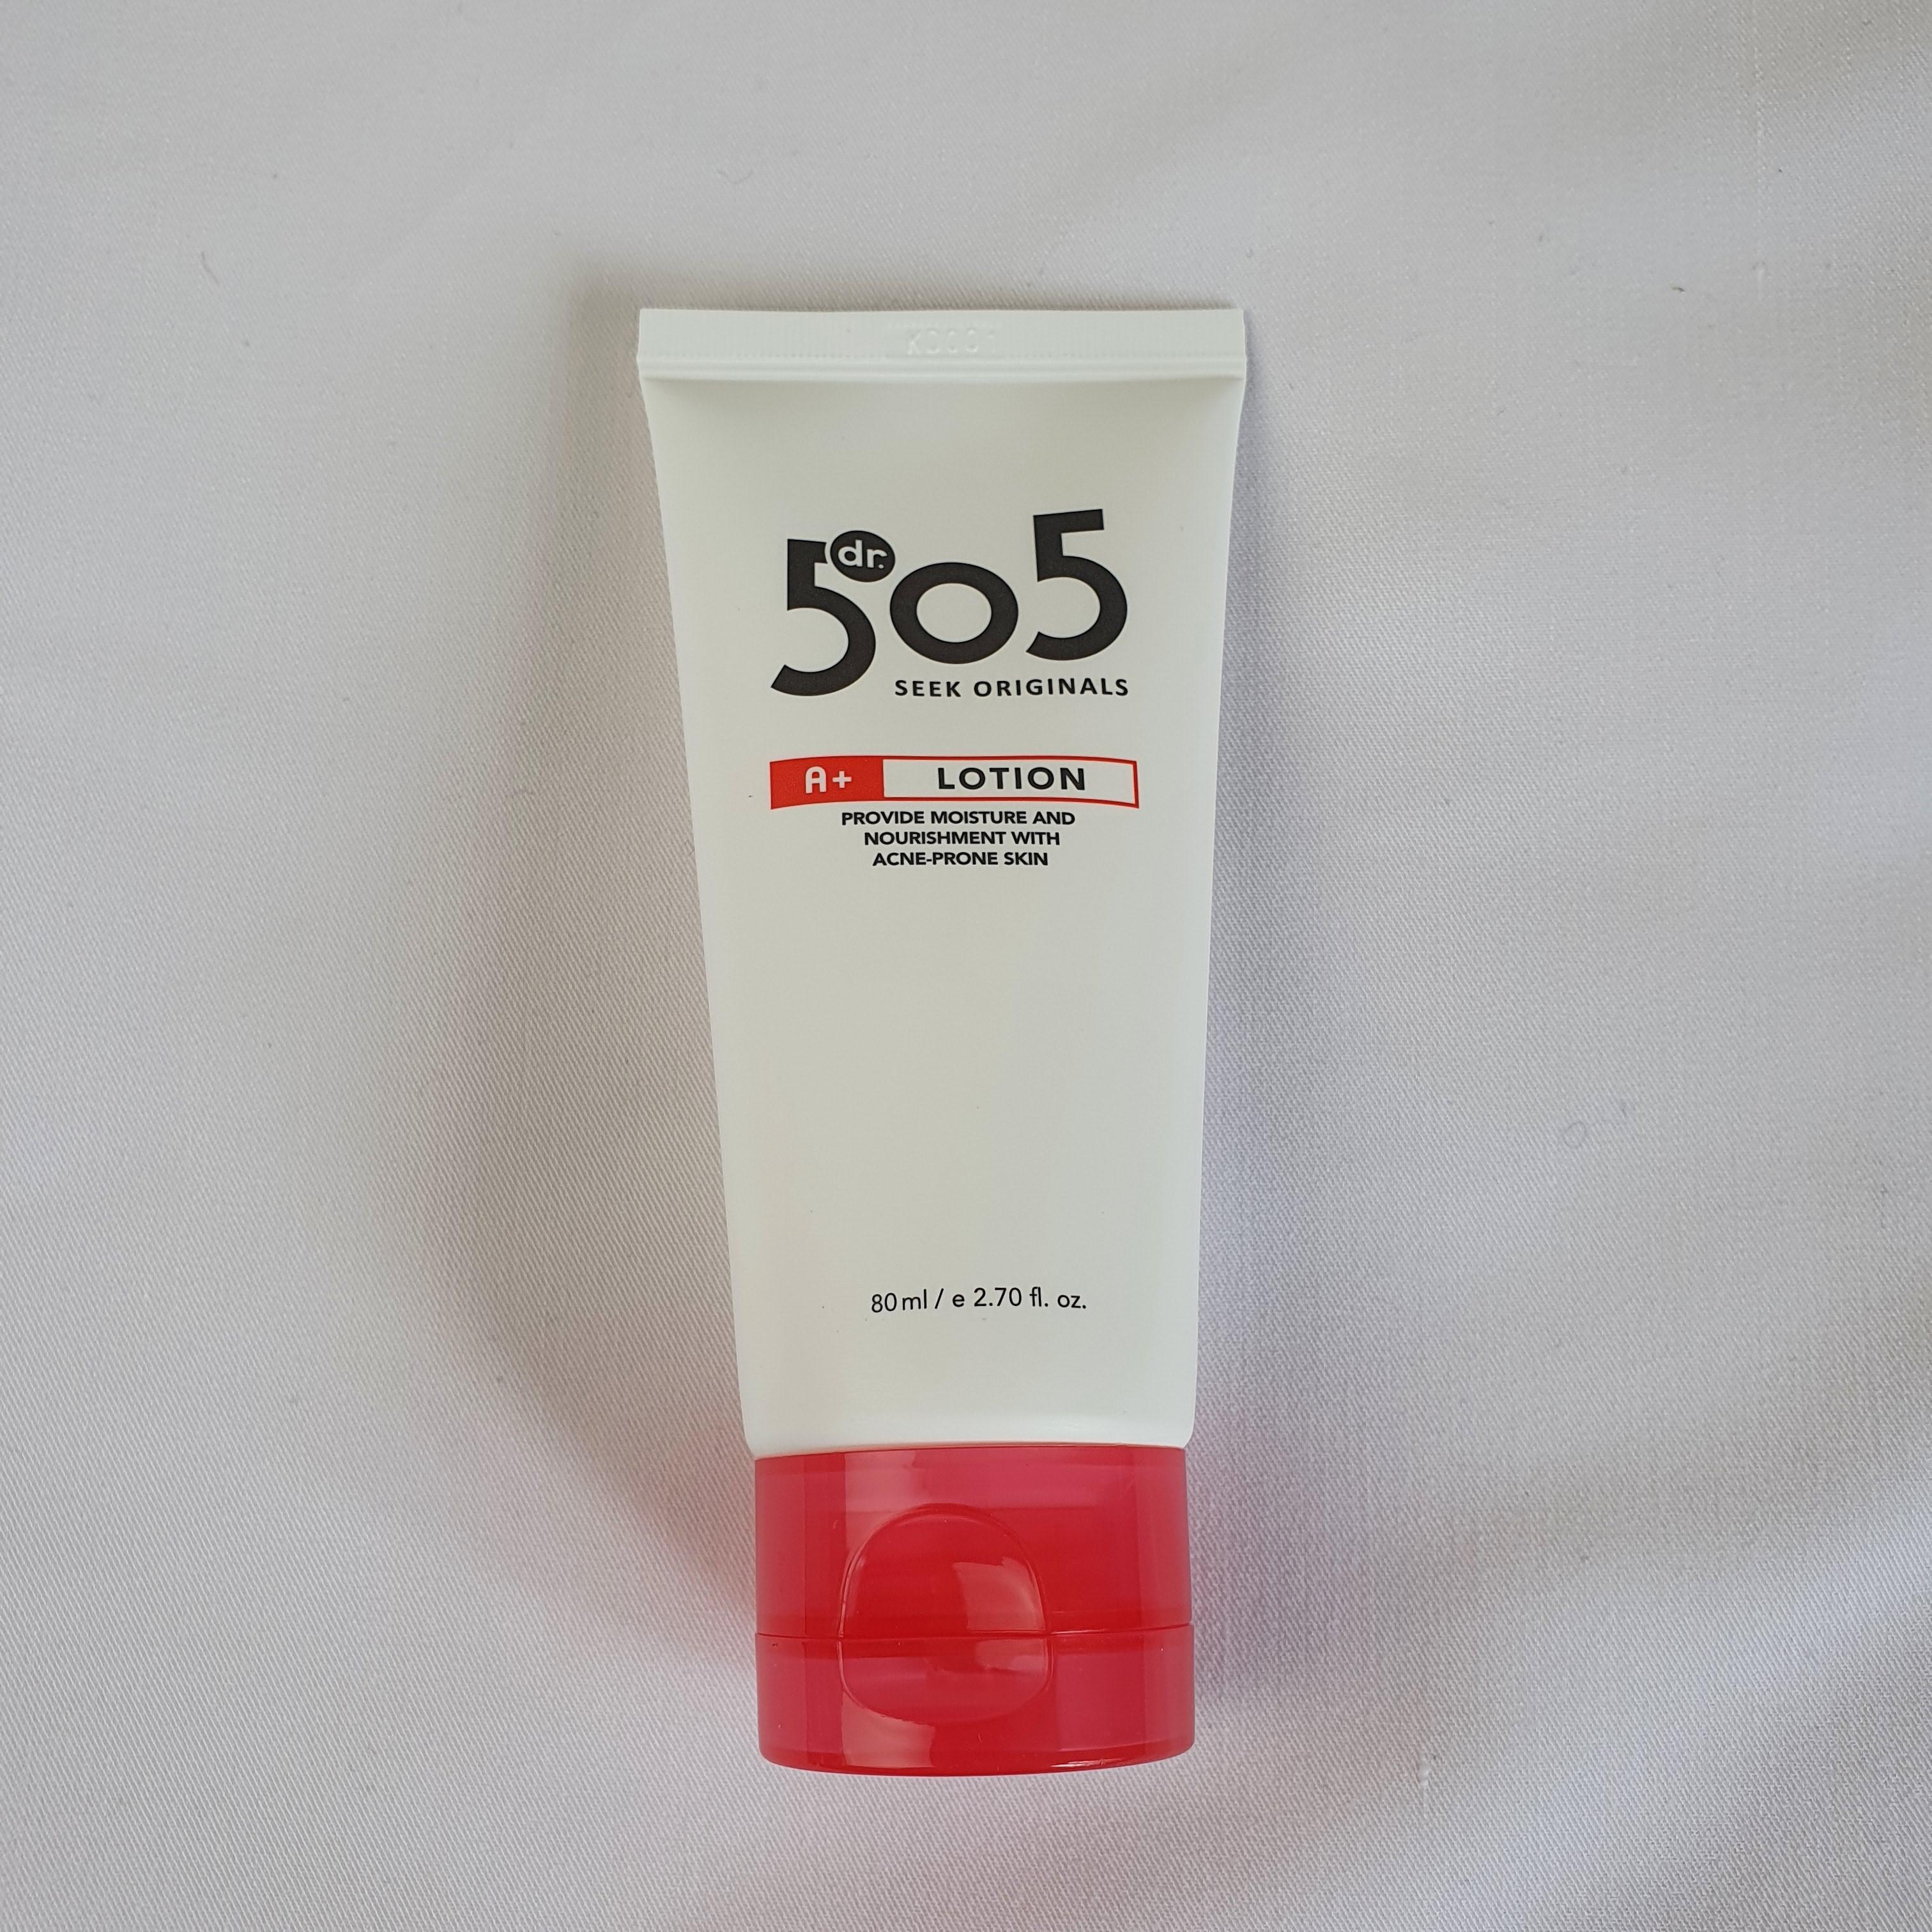 dr.
505
SEEK ORIGINALS
A+ LOTION
PROVIDE MOISTURE AND
NOURISHMENT WITH
ACNE-PRONE SKIN
80ml / e 2.70 fl. oz.